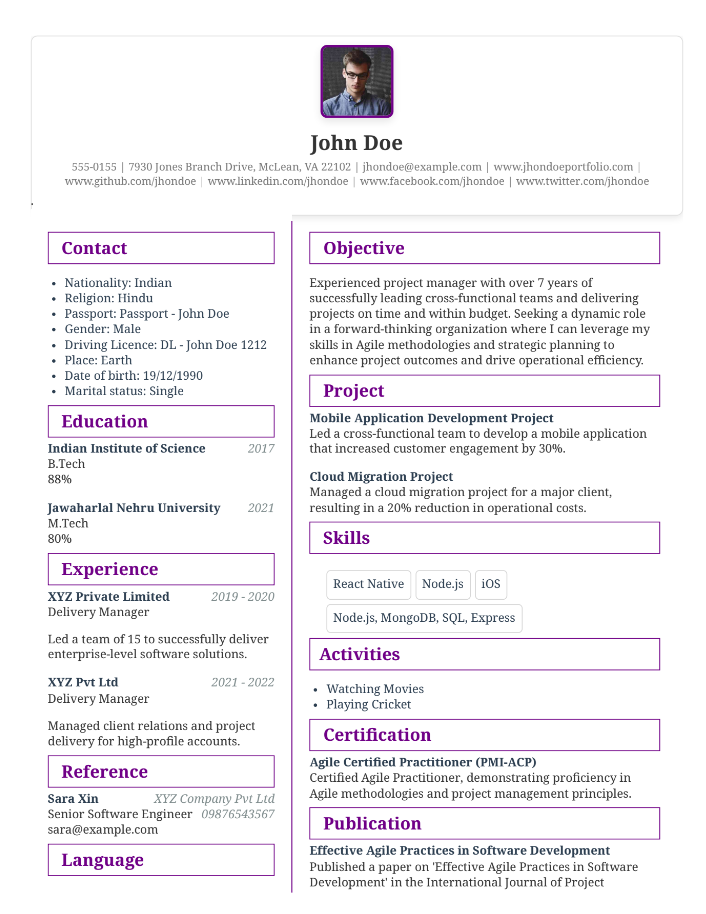 John Doe
555-0155 | 7930 Jones Branch Drive, McLean, VA 22102 | jhondoe@example.com | www.jhondoeportfolio.com |
www.github.com/jhondoe | www.linkedin.com/jhondoe | www.facebook.com/jhondoe | www.twitter.com/jhondoe
Contact
• Nationality: Indian
• Religion: Hindu
• Passport: Passport - John Doe
• Gender: Male
• Driving Licence: DL - John Doe 1212
• Place: Earth
• Date of birth: 19/12/1990
• Marital status: Single
Education
Indian Institute of Science 2017
B.Tech
88%
Jawaharlal Nehru University 2021
M.Tech
80%
Experience
XYZ Private Limited 2019 - 2020
Delivery Manager
Led a team of 15 to successfully deliver
enterprise-level software solutions.
XYZ Pvt Ltd 2021 - 2022
Delivery Manager
Managed client relations and project
delivery for high-profile accounts.
Reference
Sara Xin XYZ Company Pvt Ltd
Senior Software Engineer 09876543567
sara@example.com
Language
Objective
Experienced project manager with over 7 years of
successfully leading cross-functional teams and delivering
projects on time and within budget. Seeking a dynamic role
in a forward-thinking organization where I can leverage my
skills in Agile methodologies and strategic planning to
enhance project outcomes and drive operational efficiency.
Project
Mobile Application Development Project
Led a cross-functional team to develop a mobile application
that increased customer engagement by 30%.
Cloud Migration Project
Managed a cloud migration project for a major client,
resulting in a 20% reduction in operational costs.
Skills
React Native Node.js iOS
Node.js, MongoDB, SQL, Express
Activities
• Watching Movies
• Playing Cricket
Certification
Agile Certified Practitioner (PMI-ACP)
Certified Agile Practitioner, demonstrating proficiency in
Agile methodologies and project management principles.
Publication
Effective Agile Practices in Software Development
Published a paper on 'Effective Agile Practices in Software
Development' in the International Journal of Project